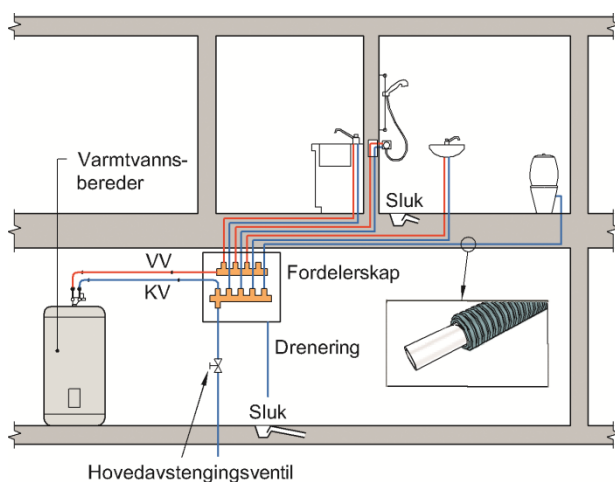 Varmtvanns-
bereder
Sluk
VV
KV
Fordelerskap
Drenering
Sluk
Hovedavstengingsventil